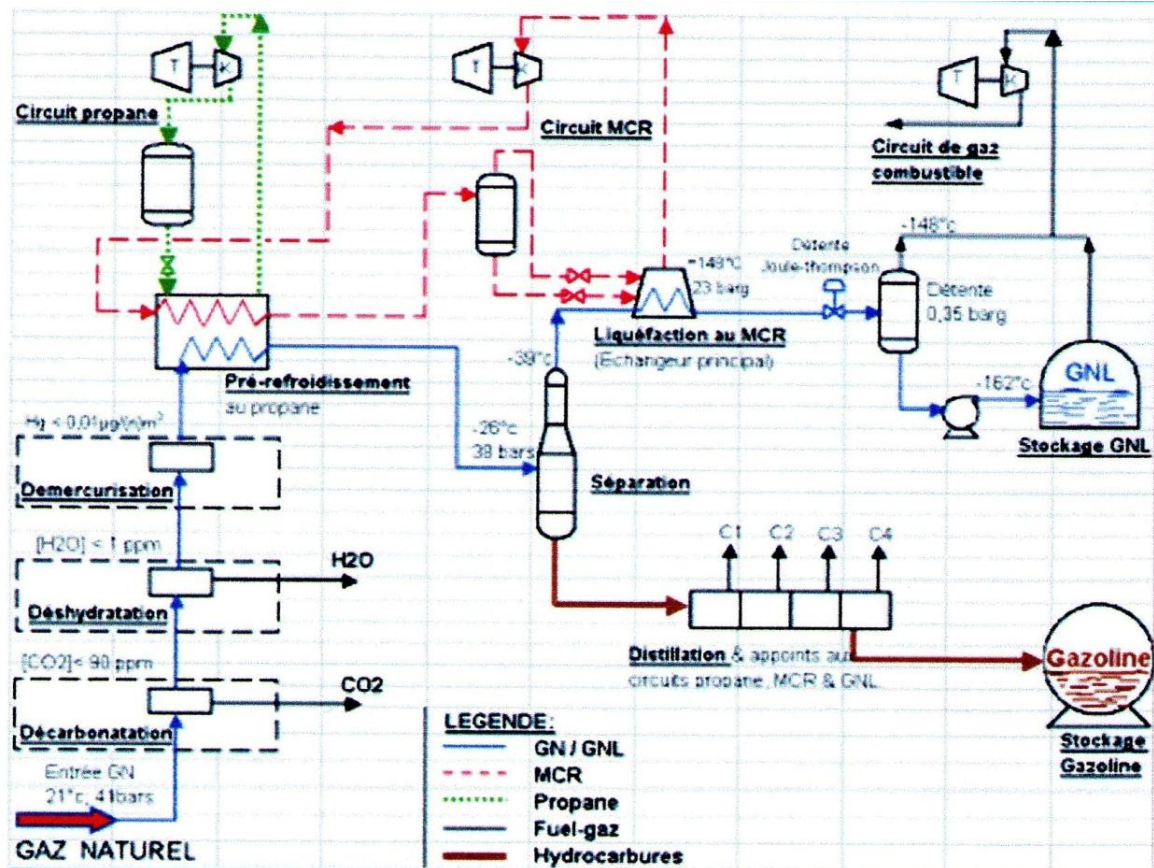 T
K
T
K
T
K
Circuit propane
Circuit MCR
Circuit de gaz
combustible
-148°c
Détente
Joule-thompson
-148°c
23 barg
Détente
0,35 barg
Liquéfaction au MCR
(Echangeur principal)
-39°c
Pré-refroidissement
au propane
GNL
-162°c
Stockage GNL
-26°c
38 bars
Séparation
Hg < 0,01µg/(n)m³
Demercurisation
[H2O] < 1 ppm
H2O
Déshydratation
C1
C2
C3
C4
[CO2]< 90 ppm
CO2
Décarbonatation
Distillation & appoints aux
circuits propane, MCR & GNL
Gazoline
Stockage
Gazoline
Entrée GN
21°c, 41bars
GAZ NATUREL
LEGENDE:
GN / GNL
MCR
Propane
Fuel-gaz
Hydrocarbures